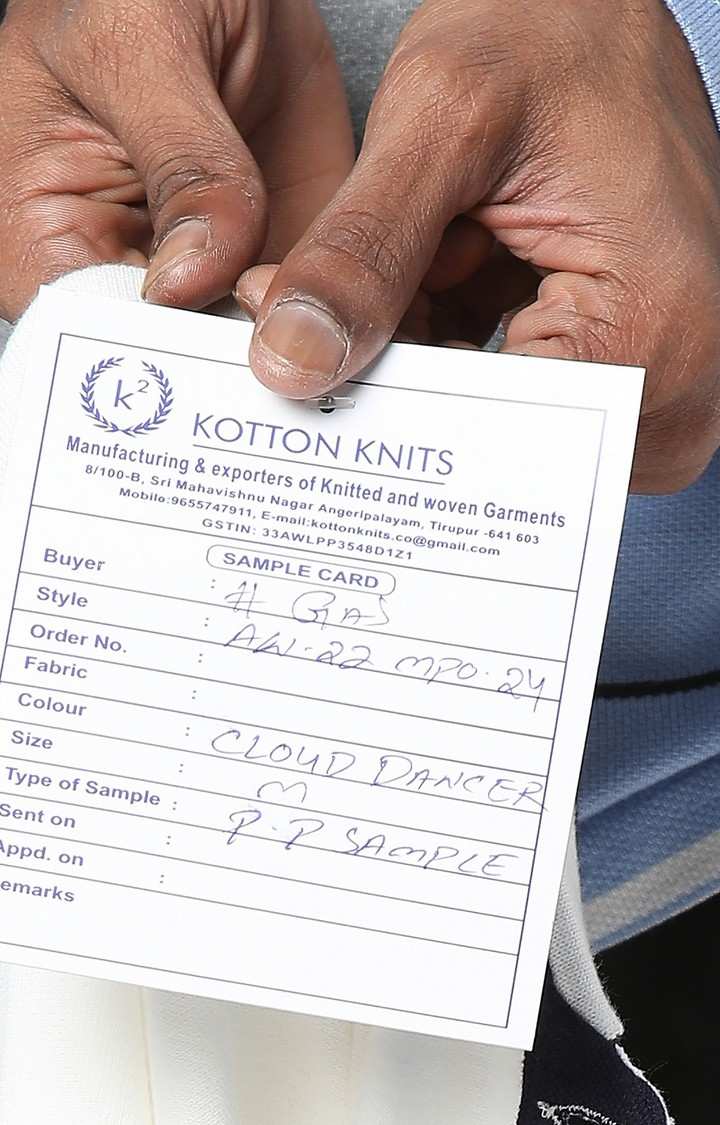 k²
KOTTON KNITS
Manufacturing & exporters of Knitted and woven Garments
8/100-B, Sri Mahavishnu Nagar Angeripalayam, Tirupur -641 603
Mobile:9655747911, E-mail:kottonknits.co@gmail.com
GSTIN: 33AWLPP3548D1Z1
SAMPLE CARD
Buyer : # GAS
Style : AW-22 MPO-24
Order No. :
Fabric :
Colour : CLOUD DANCER
Size : M
Type of Sample : P.P SAMPLE
Sent on :
Appd. on :
emarks